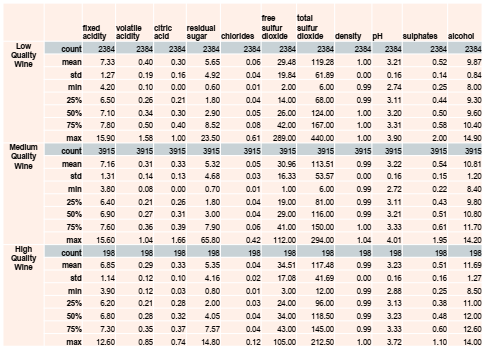 fixed acidity volatile acidity citric acid residual sugar chlorides free sulfur dioxide total sulfur dioxide density pH sulphates alcohol
Low Quality Wine
count 2384 2384 2384 2384 2384 2384 2384 2384 2384 2384 2384
mean 7.33 0.40 0.30 5.65 0.06 29.48 119.28 1.00 3.21 0.52 9.87
std 1.27 0.19 0.16 4.92 0.04 19.84 61.89 0.00 0.16 0.14 0.84
min 4.20 0.10 0.00 0.60 0.01 2.00 6.00 0.99 2.74 0.25 8.00
25% 6.50 0.26 0.21 1.80 0.04 14.00 68.00 0.99 3.11 0.44 9.30
50% 7.10 0.34 0.30 2.90 0.05 26.00 124.00 1.00 3.20 0.50 9.60
75% 7.80 0.50 0.40 8.52 0.08 42.00 167.00 1.00 3.31 0.58 10.40
max 15.90 1.58 1.00 23.50 0.61 289.00 440.00 1.00 3.90 2.00 14.90
Medium Quality Wine
count 3915 3915 3915 3915 3915 3915 3915 3915 3915 3915 3915
mean 7.16 0.31 0.33 5.32 0.05 30.96 113.51 0.99 3.22 0.54 10.81
std 1.31 0.14 0.13 4.68 0.03 16.33 53.57 0.00 0.16 0.15 1.20
min 3.80 0.08 0.00 0.70 0.01 1.00 6.00 0.99 2.72 0.22 8.40
25% 6.40 0.21 0.26 1.80 0.04 19.00 81.00 0.99 3.11 0.43 9.80
50% 6.90 0.27 0.31 3.00 0.05 29.00 116.00 0.99 3.21 0.51 10.80
75% 7.60 0.36 0.39 7.90 0.06 41.00 150.00 1.00 3.33 0.61 11.70
max 15.60 1.04 1.66 65.80 0.42 112.00 294.00 1.04 4.01 1.95 14.20
High Quality Wine
count 198 198 198 198 198 198 198 198 198 198 198
mean 6.85 0.29 0.33 5.35 0.04 34.51 117.48 0.99 3.23 0.51 11.69
std 1.14 0.12 0.10 4.16 0.02 17.08 41.69 0.00 0.16 0.16 1.27
min 3.90 0.12 0.03 0.80 0.01 3.00 12.00 0.99 2.88 0.25 8.50
25% 6.20 0.21 0.28 2.00 0.03 24.00 96.00 0.99 3.13 0.38 11.00
50% 6.80 0.28 0.32 4.05 0.04 34.00 118.50 0.99 3.23 0.48 12.00
75% 7.30 0.35 0.37 7.57 0.04 43.00 145.00 0.99 3.33 0.60 12.60
max 12.60 0.85 0.74 14.80 0.12 105.00 212.50 1.00 3.72 1.10 14.00